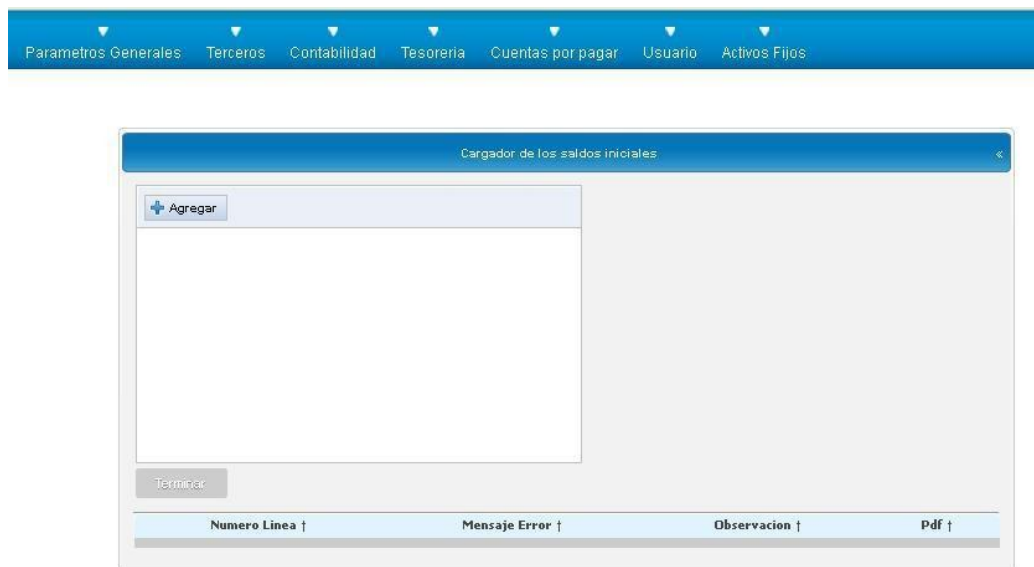 Parametros Generales Terceros Contabilidad Tesoreria Cuentas por pagar Usuario Activos Fijos
Cargador de los saldos iniciales «
Agregar
Terminar
Numero Linea † Mensaje Error † Observacion † Pdf †